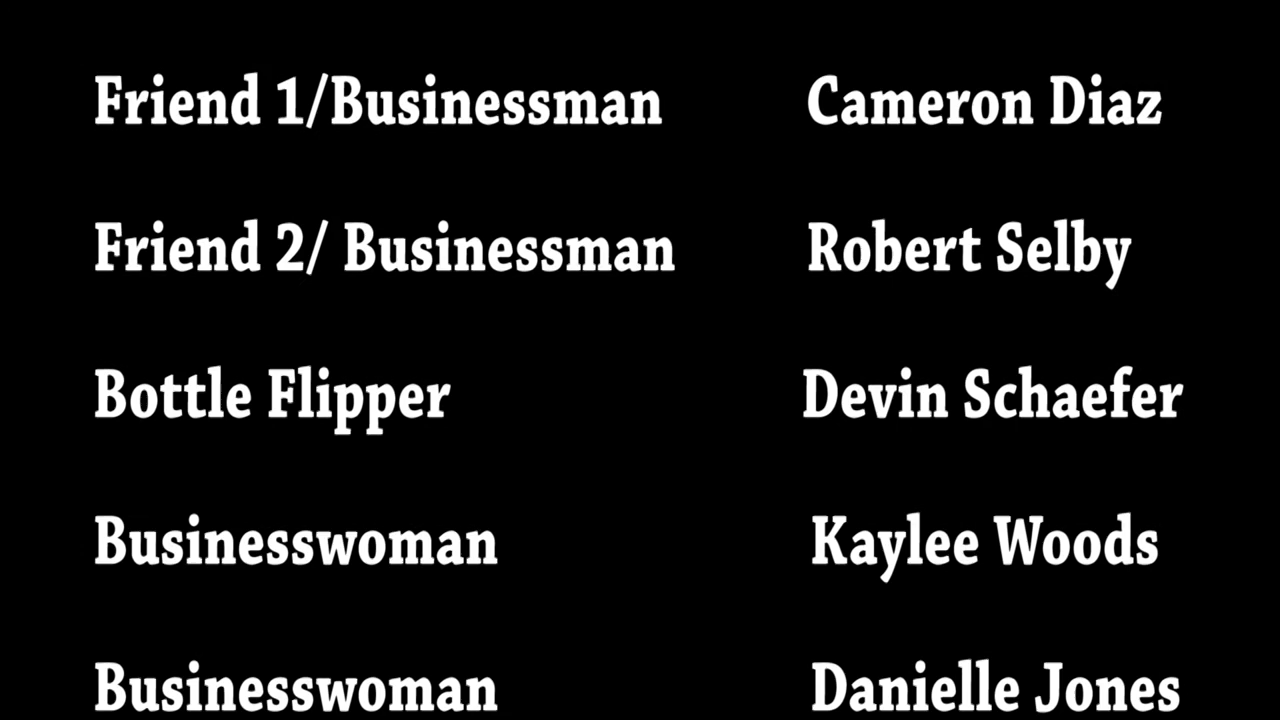 Friend 1/Businessman Cameron Diaz
Friend 2/ Businessman Robert Selby
Bottle Flipper Devin Schaefer
Businesswoman Kaylee Woods
Businesswoman Danielle Jones